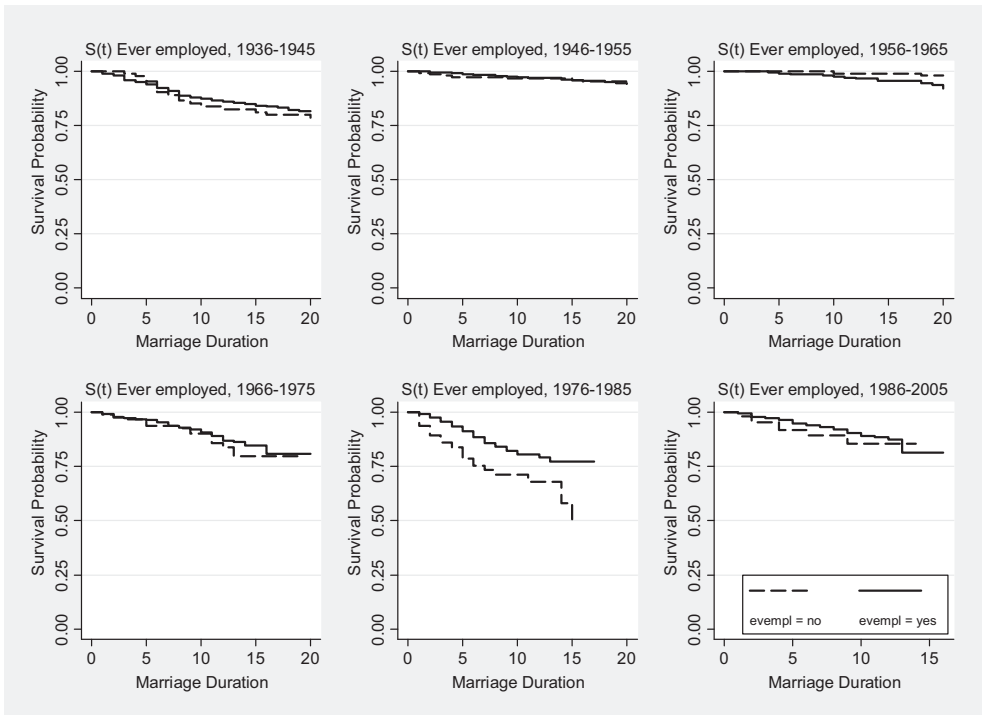 S(t) Ever employed, 1936-1945
Survival Probability
1.00
0.75
0.50
0.25
0.00
0 5 10 15 20
Marriage Duration
S(t) Ever employed, 1946-1955
Survival Probability
1.00
0.75
0.50
0.25
0.00
0 5 10 15 20
Marriage Duration
S(t) Ever employed, 1956-1965
Survival Probability
1.00
0.75
0.50
0.25
0.00
0 5 10 15 20
Marriage Duration
S(t) Ever employed, 1966-1975
Survival Probability
1.00
0.75
0.50
0.25
0.00
0 5 10 15 20
Marriage Duration
S(t) Ever employed, 1976-1985
Survival Probability
1.00
0.75
0.50
0.25
0.00
0 5 10 15 20
Marriage Duration
S(t) Ever employed, 1986-2005
Survival Probability
1.00
0.75
0.50
0.25
0.00
0 5 10 15
Marriage Duration
evempl = no evempl = yes